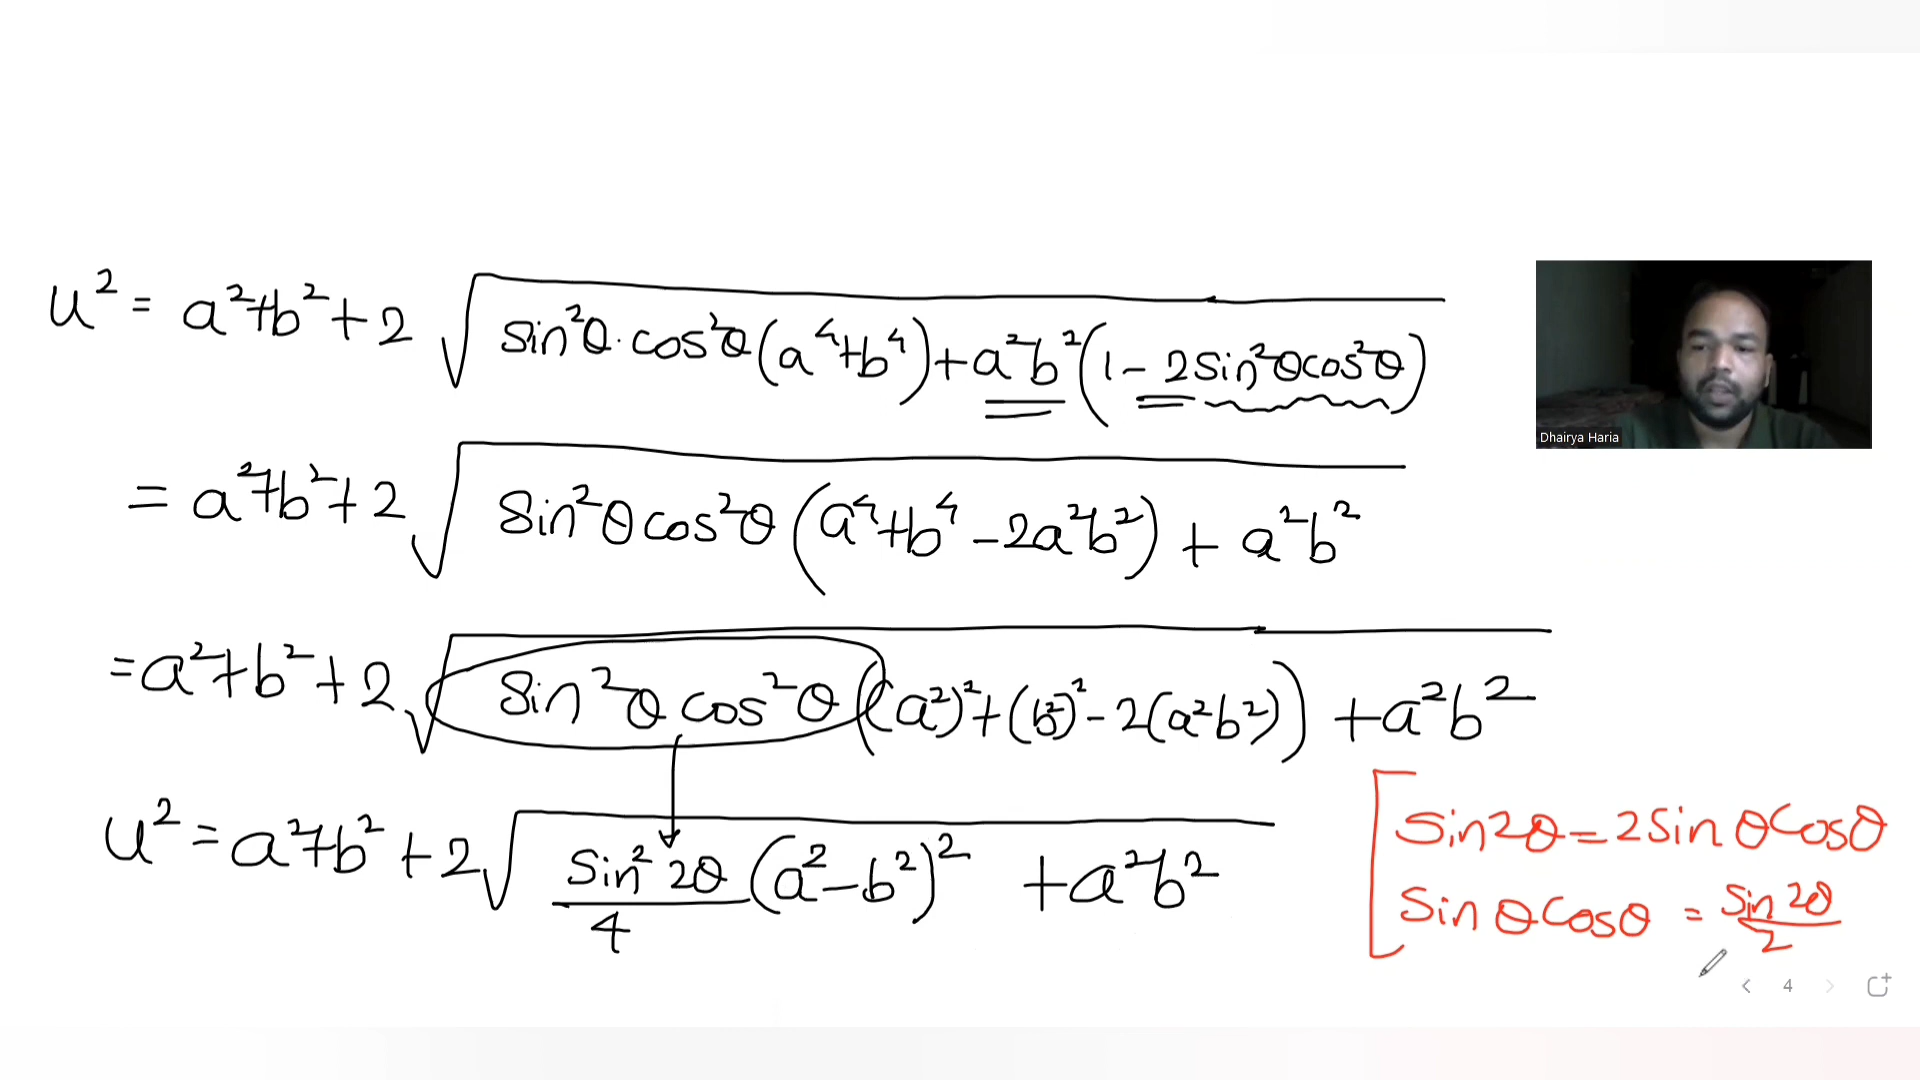 u² = a²+b²+2√(sin²θ·cos²θ(a⁴+b⁴)+a²b²(1-2sin²θcos²θ))
= a²+b²+2√(sin²θcos²θ(a⁴+b⁴-2a²b²)+a²b²)
=a²+b²+2√(sin²θcos²θ((a²)²+(b²)²-2(a²b²))+a²b²)
u²=a²+b²+2√(sin²2θ/4(a²-b²)²+a²b²)
sin2θ=2sinθcosθ
sinθcosθ = sin2θ/2
Dhairya Haria
4